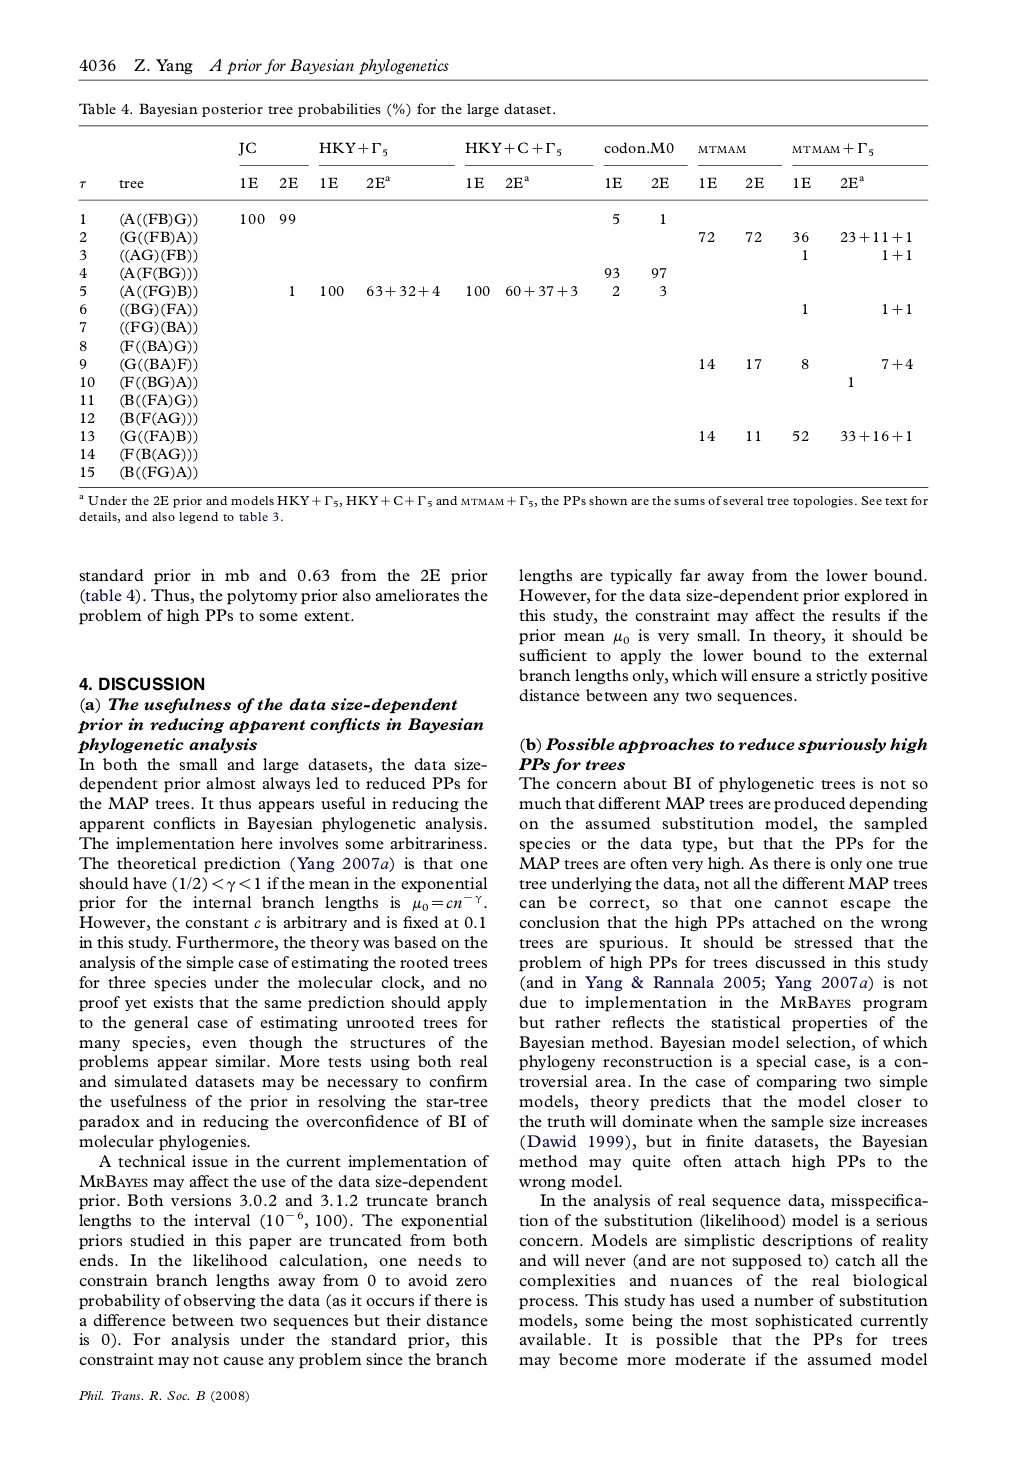 4036 Z. Yang A prior for Bayesian phylogenetics
Table 4. Bayesian posterior tree probabilities (%) for the large dataset.
JC HKY+Γ5 HKY+C+Γ5 codon.M0 MTMAM MTMAM+Γ5
τ tree 1E 2E 1E 2Eᵃ 1E 2Eᵃ 1E 2E 1E 2E 1E 2Eᵃ
1 (A((FB)G)) 100 99 5 1
2 (G((FB)A)) 72 72 36 23+11+1
3 ((AG)(FB)) 1 1+1
4 (A(F(BG))) 93 97
5 (A((FG)B)) 1 100 63+32+4 100 60+37+3 2 3
6 ((BG)(FA)) 1 1+1
7 ((FG)(BA))
8 (F((BA)G))
9 (G((BA)F)) 14 17 8 7+4
10 (F((BG)A)) 1
11 (B((FA)G))
12 (B(F(AG)))
13 (G((FA)B)) 14 11 52 33+16+1
14 (F(B(AG)))
15 (B((FG)A))
ᵃ Under the 2E prior and models HKY+Γ5, HKY+C+Γ5 and MTMAM+Γ5, the PPs shown are the sums of several tree topologies. See text for
details, and also legend to table 3.
standard prior in mb and 0.63 from the 2E prior
(table 4). Thus, the polytomy prior also ameliorates the
problem of high PPs to some extent.
4. DISCUSSION
(a) The usefulness of the data size-dependent
prior in reducing apparent conflicts in Bayesian
phylogenetic analysis
In both the small and large datasets, the data size-
dependent prior almost always led to reduced PPs for
the MAP trees. It thus appears useful in reducing the
apparent conflicts in Bayesian phylogenetic analysis.
The implementation here involves some arbitrariness.
The theoretical prediction (Yang 2007a) is that one
should have (1/2)<γ<1 if the mean in the exponential
prior for the internal branch lengths is μ₀=cn⁻ᵞ.
However, the constant c is arbitrary and is fixed at 0.1
in this study. Furthermore, the theory was based on the
analysis of the simple case of estimating the rooted trees
for three species under the molecular clock, and no
proof yet exists that the same prediction should apply
to the general case of estimating unrooted trees for
many species, even though the structures of the
problems appear similar. More tests using both real
and simulated datasets may be necessary to confirm
the usefulness of the prior in resolving the star-tree
paradox and in reducing the overconfidence of BI of
molecular phylogenies.
A technical issue in the current implementation of
MRBAYES may affect the use of the data size-dependent
prior. Both versions 3.0.2 and 3.1.2 truncate branch
lengths to the interval (10⁻⁶, 100). The exponential
priors studied in this paper are truncated from both
ends. In the likelihood calculation, one needs to
constrain branch lengths away from 0 to avoid zero
probability of observing the data (as it occurs if there is
a difference between two sequences but their distance
is 0). For analysis under the standard prior, this
constraint may not cause any problem since the branch
lengths are typically far away from the lower bound.
However, for the data size-dependent prior explored in
this study, the constraint may affect the results if the
prior mean μ₀ is very small. In theory, it should be
sufficient to apply the lower bound to the external
branch lengths only, which will ensure a strictly positive
distance between any two sequences.
(b) Possible approaches to reduce spuriously high
PPs for trees
The concern about BI of phylogenetic trees is not so
much that different MAP trees are produced depending
on the assumed substitution model, the sampled
species or the data type, but that the PPs for the
MAP trees are often very high. As there is only one true
tree underlying the data, not all the different MAP trees
can be correct, so that one cannot escape the
conclusion that the high PPs attached on the wrong
trees are spurious. It should be stressed that the
problem of high PPs for trees discussed in this study
(and in Yang & Rannala 2005; Yang 2007a) is not
due to implementation in the MRBAYES program
but rather reflects the statistical properties of the
Bayesian method. Bayesian model selection, of which
phylogeny reconstruction is a special case, is a con-
troversial area. In the case of comparing two simple
models, theory predicts that the model closer to
the truth will dominate when the sample size increases
(Dawid 1999), but in finite datasets, the Bayesian
method may quite often attach high PPs to the
wrong model.
In the analysis of real sequence data, misspecifica-
tion of the substitution (likelihood) model is a serious
concern. Models are simplistic descriptions of reality
and will never (and are not supposed to) catch all the
complexities and nuances of the real biological
process. This study has used a number of substitution
models, some being the most sophisticated currently
available. It is possible that the PPs for trees
may become more moderate if the assumed model
Phil. Trans. R. Soc. B (2008)